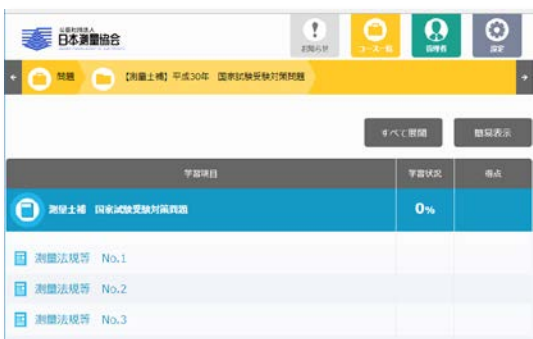 公益社団法人
日本測量協会
お知らせ
コース一覧
指導者
設定
問題 【測量士補】平成30年 国家試験受験対策問題
すべて展開 簡易表示
学習項目 学習状況 得点
測量士補 国家試験受験対策問題 0%
測量法規等 No.1
測量法規等 No.2
測量法規等 No.3